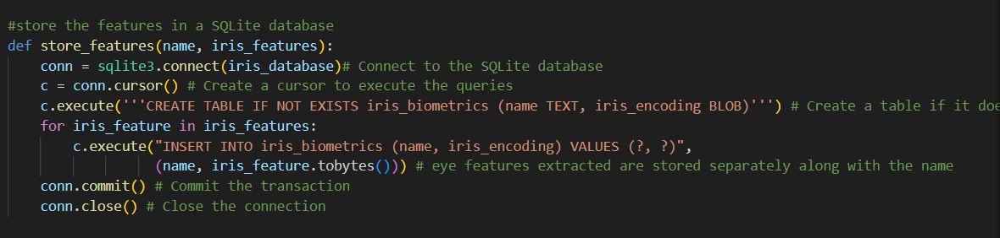 #store the features in a SQLite database
def store_features(name, iris_features):
    conn = sqlite3.connect(iris_database)# Connect to the SQLite database
    c = conn.cursor() # Create a cursor to execute the queries
    c.execute('''CREATE TABLE IF NOT EXISTS iris_biometrics (name TEXT, iris_encoding BLOB)''') # Create a table if it doe
    for iris_feature in iris_features:
        c.execute("INSERT INTO iris_biometrics (name, iris_encoding) VALUES (?, ?)",
                  (name, iris_feature.tobytes())) # eye features extracted are stored separately along with the name
    conn.commit() # Commit the transaction
    conn.close() # Close the connection